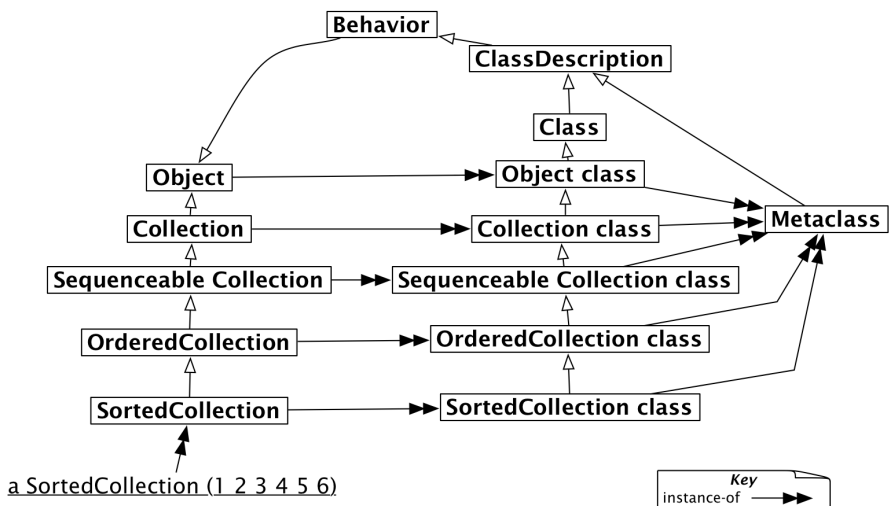 Behavior
ClassDescription
Class
Object
Object class
Collection
Collection class
Metaclass
Sequenceable Collection
Sequenceable Collection class
OrderedCollection
OrderedCollection class
SortedCollection
SortedCollection class
a SortedCollection (1 2 3 4 5 6)
Key
instance-of